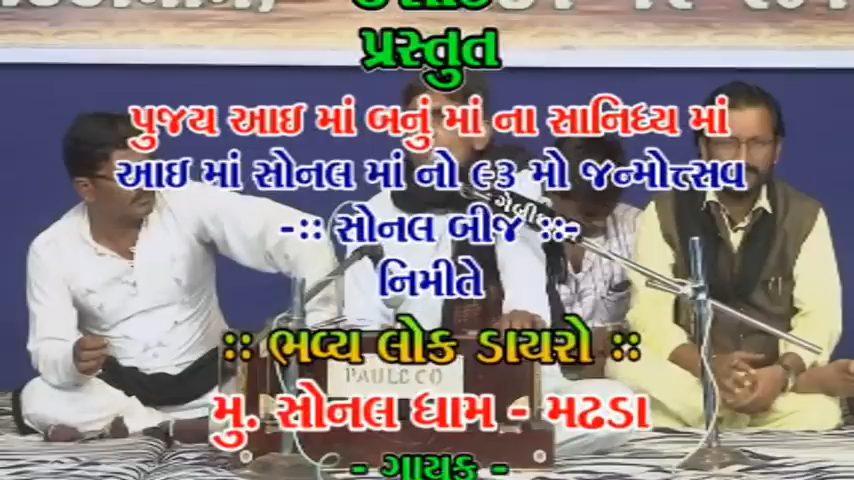 પ્રસ્તુત
પુજય આઇ માં બનું માં ના સાનિધ્ય માં
આઇ માં સોનલ માં નો ૯૩ મો જન્મોત્સવ
-:: સોનલ બીજ ::-
નિમીતે
:: ભવ્ય લોક ડાયરો ::
PAUL & CO
મુ. સોનલ ધામ - મઢડા
- ગાયક -